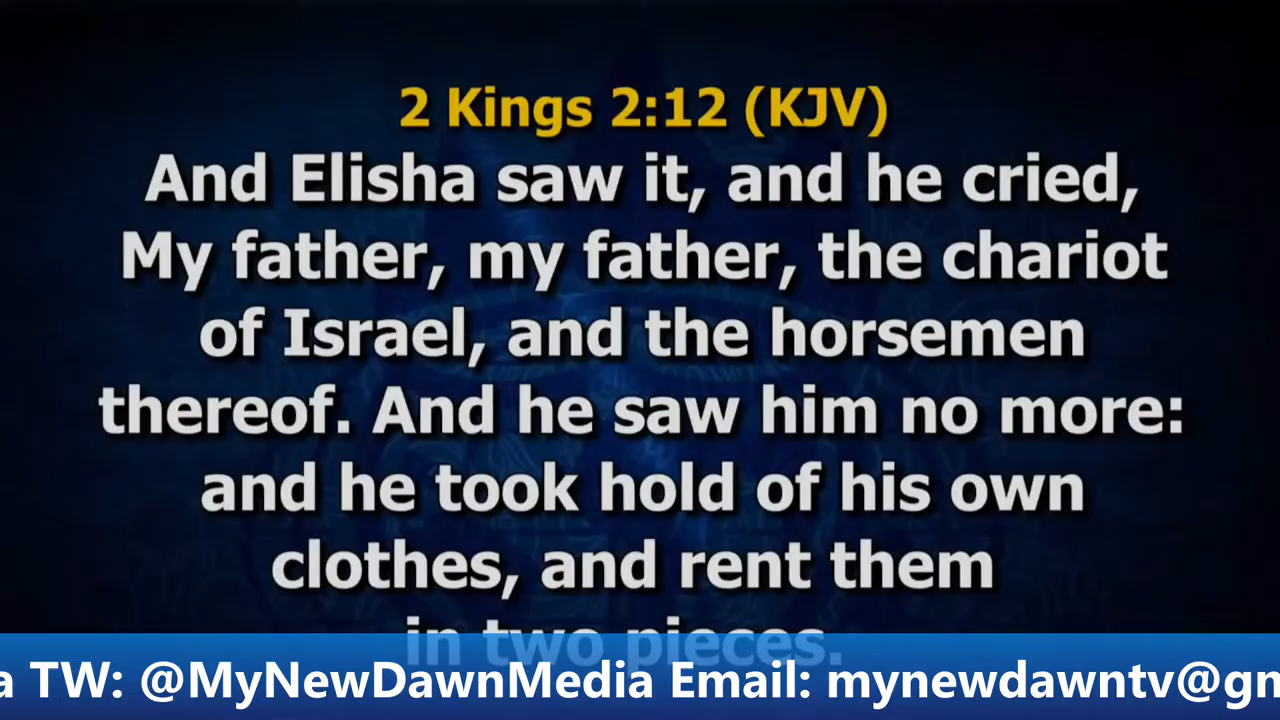 2 Kings 2:12 (KJV)
And Elisha saw it, and he cried,
My father, my father, the chariot
of Israel, and the horsemen
thereof. And he saw him no more:
and he took hold of his own
clothes, and rent them
in two pieces.
a TW: @MyNewDawnMedia Email: mynewdawntv@gm